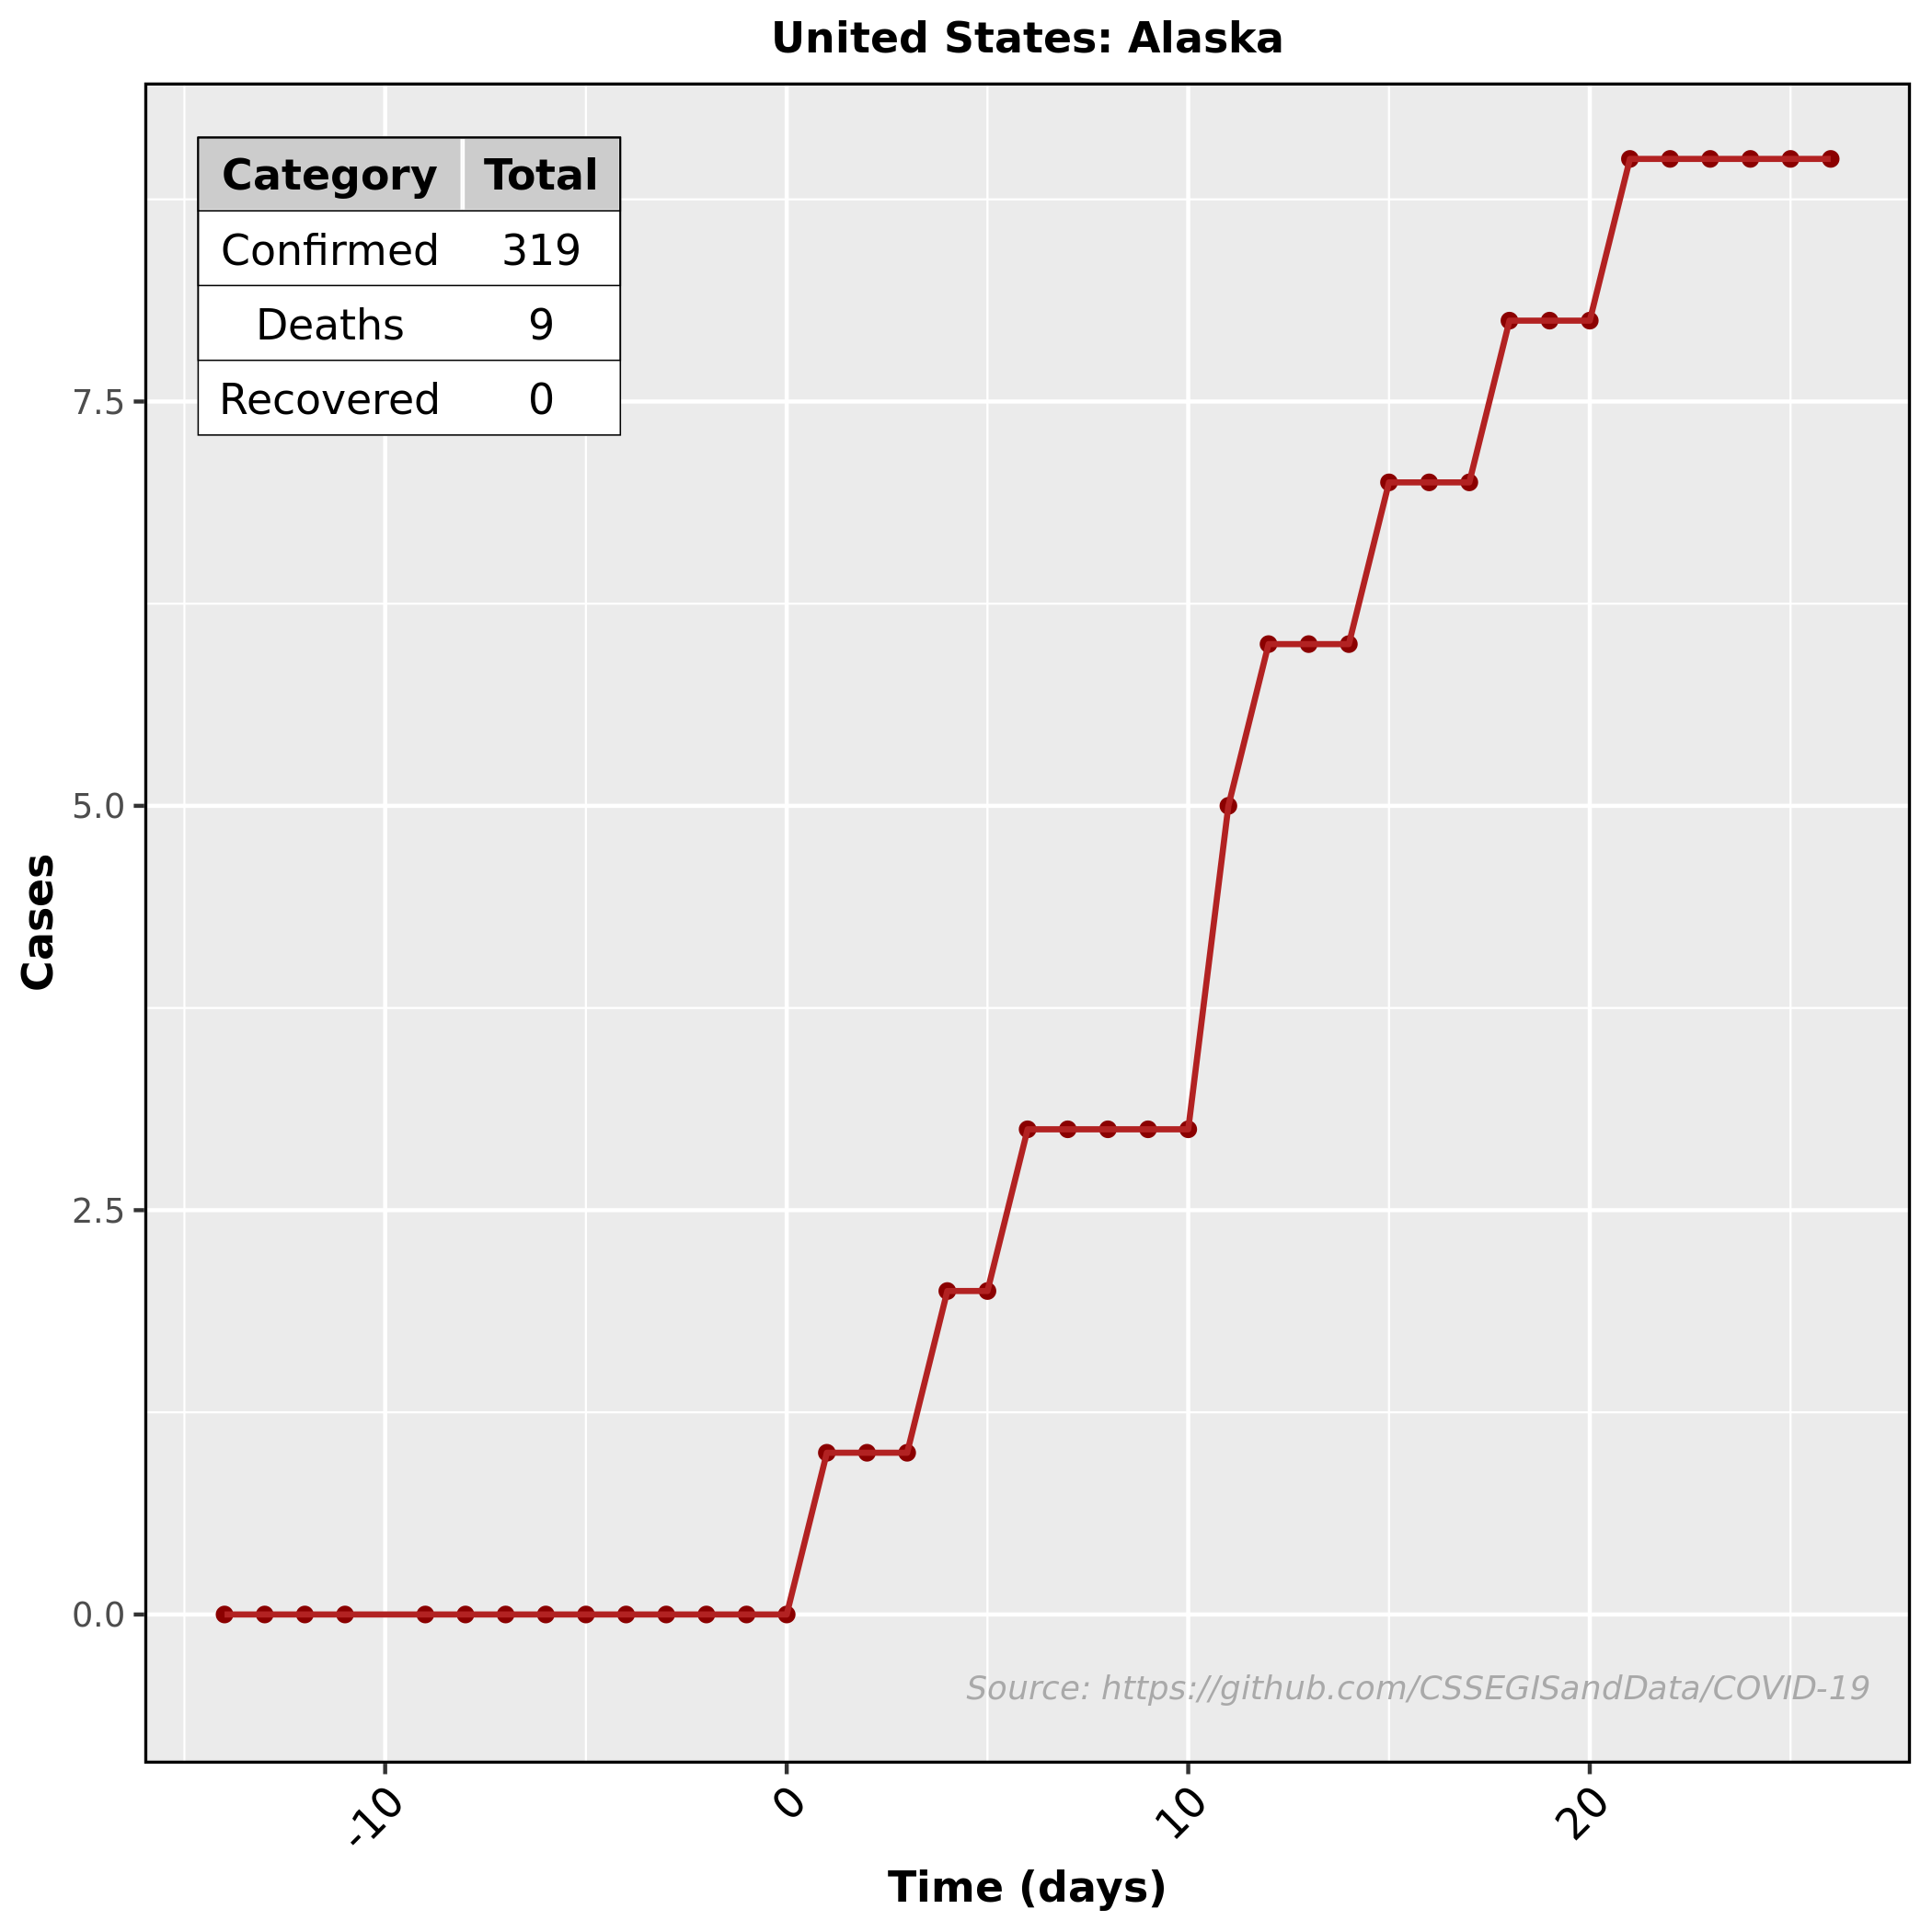 United States: Alaska
Category Total
Confirmed 319
Deaths 9
Recovered 0
7.5
5.0
2.5
0.0
Cases
Source: https://github.com/CSSEGISandData/COVID-19
-10 0 10 20
Time (days)